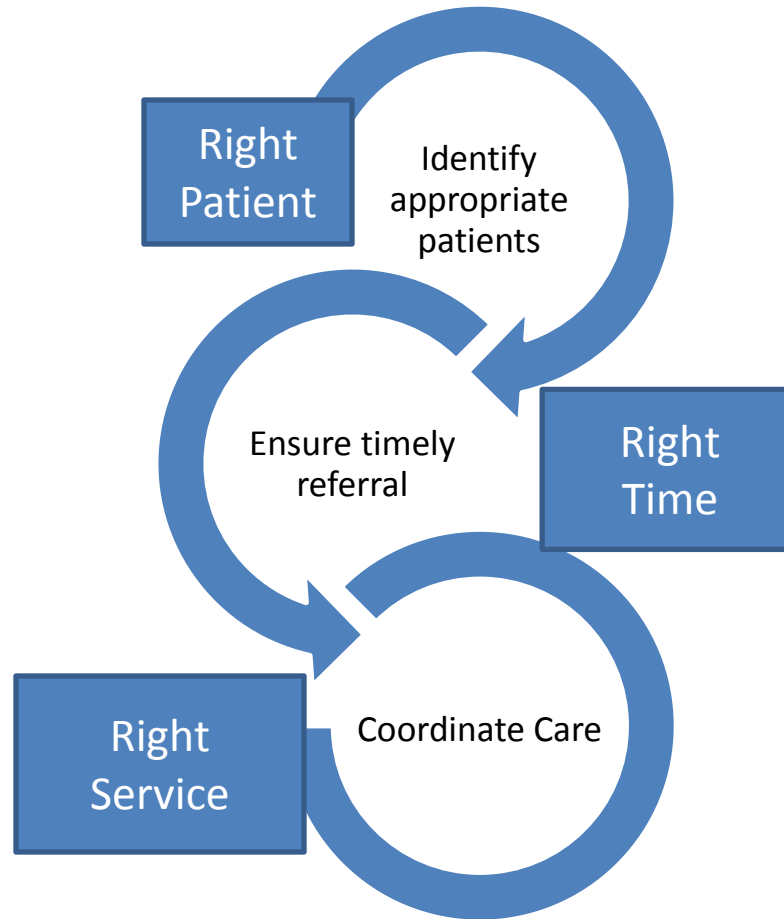 Right
Patient
Identify
appropriate
patients
Ensure timely
referral
Right
Time
Right
Service
Coordinate Care